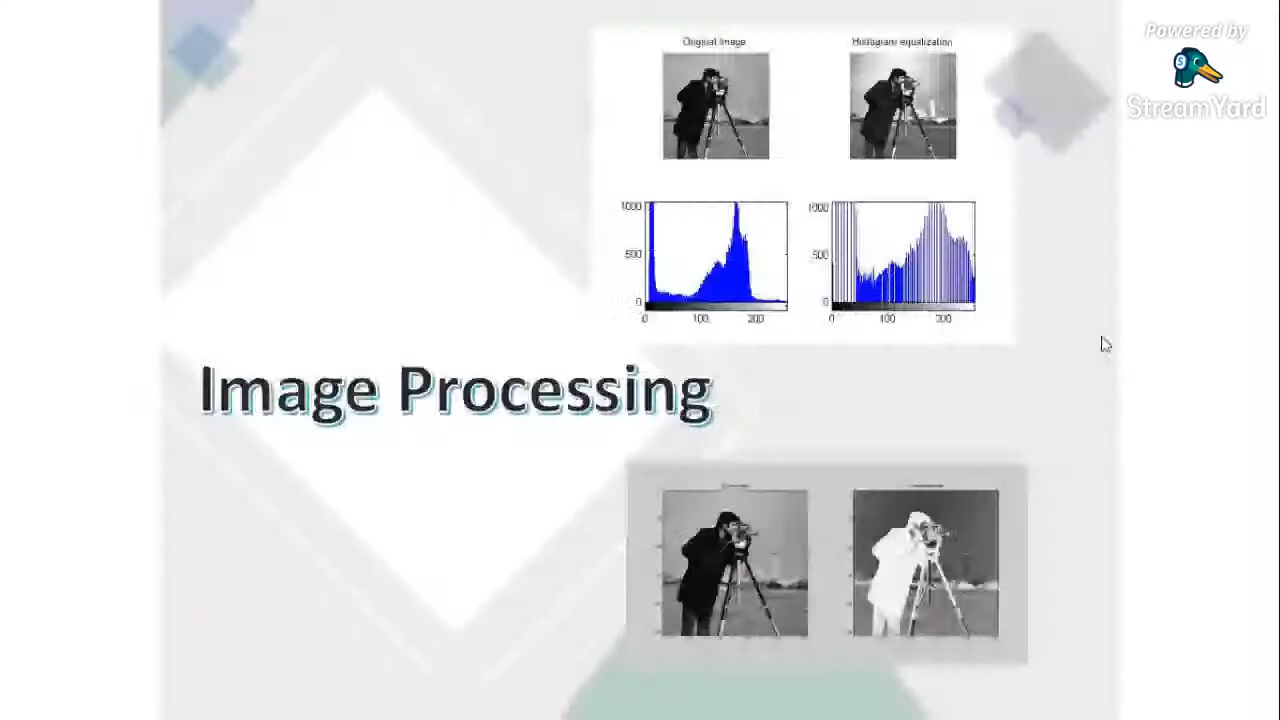 Powered by
S
StreamYard
Original Image
Histogram equalization
1000
500
0
0
100
200
1000
500
0
0
100
200
Image Processing